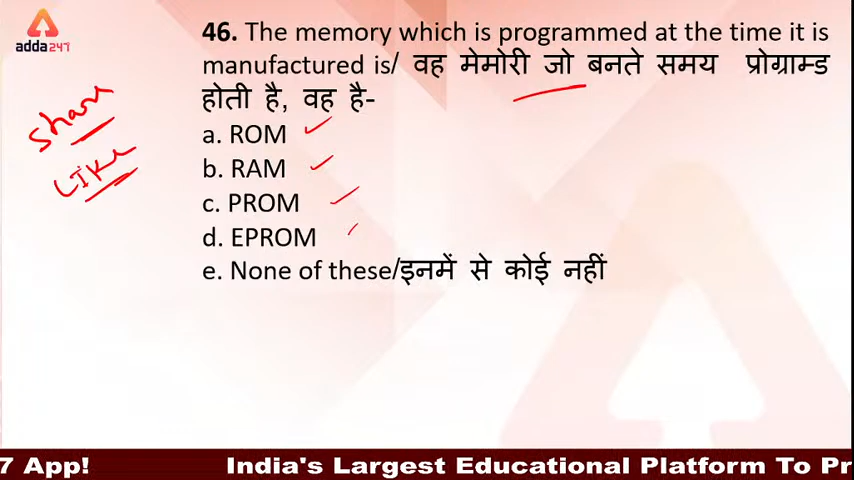 adda247
46. The memory which is programmed at the time it is
manufactured is/ वह मेमोरी जो बनते समय प्रोग्राम्ड
होती है, वह है-
Share
LIKe
a. ROM
b. RAM
c. PROM
d. EPROM
e. None of these/इनमें से कोई नहीं
7 App! India's Largest Educational Platform To Pr